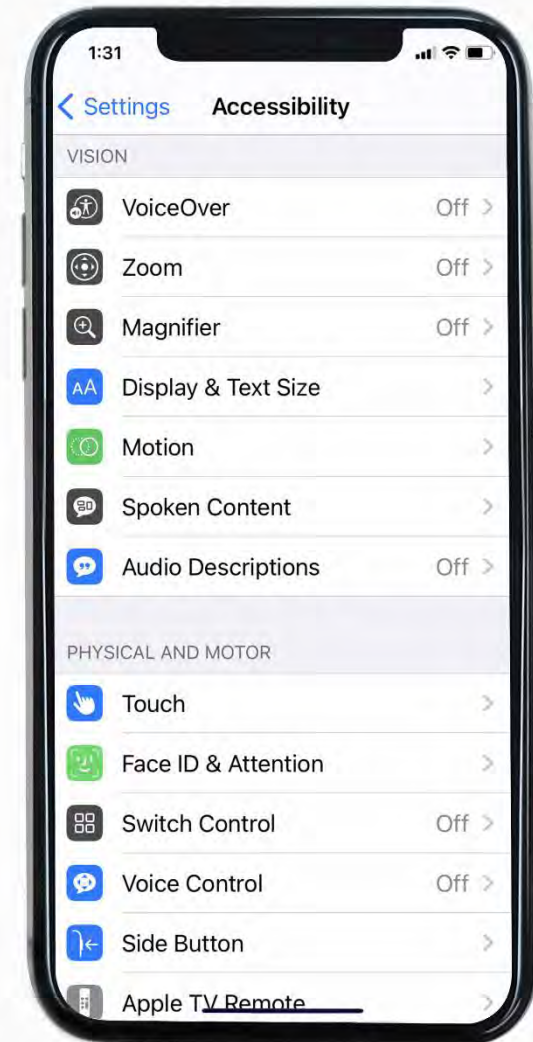 1:31
Settings Accessibility
VISION
VoiceOver Off
Zoom Off
Magnifier Off
AA Display & Text Size
Motion
Spoken Content
Audio Descriptions Off
PHYSICAL AND MOTOR
Touch
Face ID & Attention
Switch Control Off
Voice Control Off
Side Button
Apple TV Remote